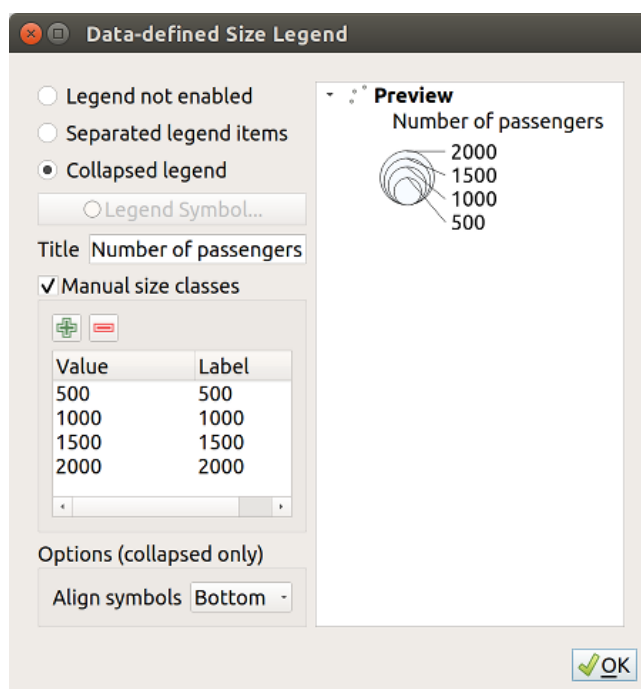 Data-defined Size Legend
Legend not enabled
Separated legend items
Collapsed legend
Legend Symbol...
Title Number of passengers
Manual size classes
Value Label
500 500
1000 1000
1500 1500
2000 2000
Options (collapsed only)
Align symbols Bottom
Preview
Number of passengers
2000
1500
1000
500
OK